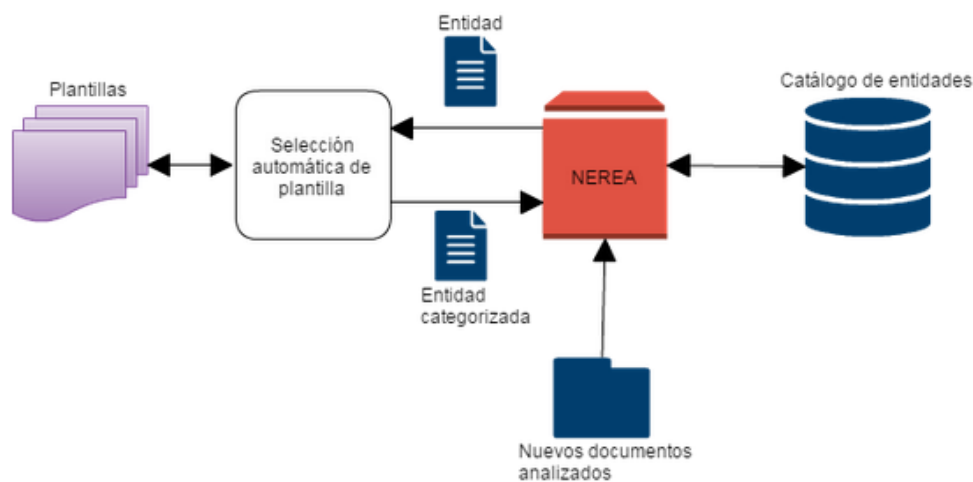 Entidad
Plantillas
Catálogo de entidades
Selección
automática de
plantilla
NEREA
Entidad
categorizada
Nuevos documentos
analizados